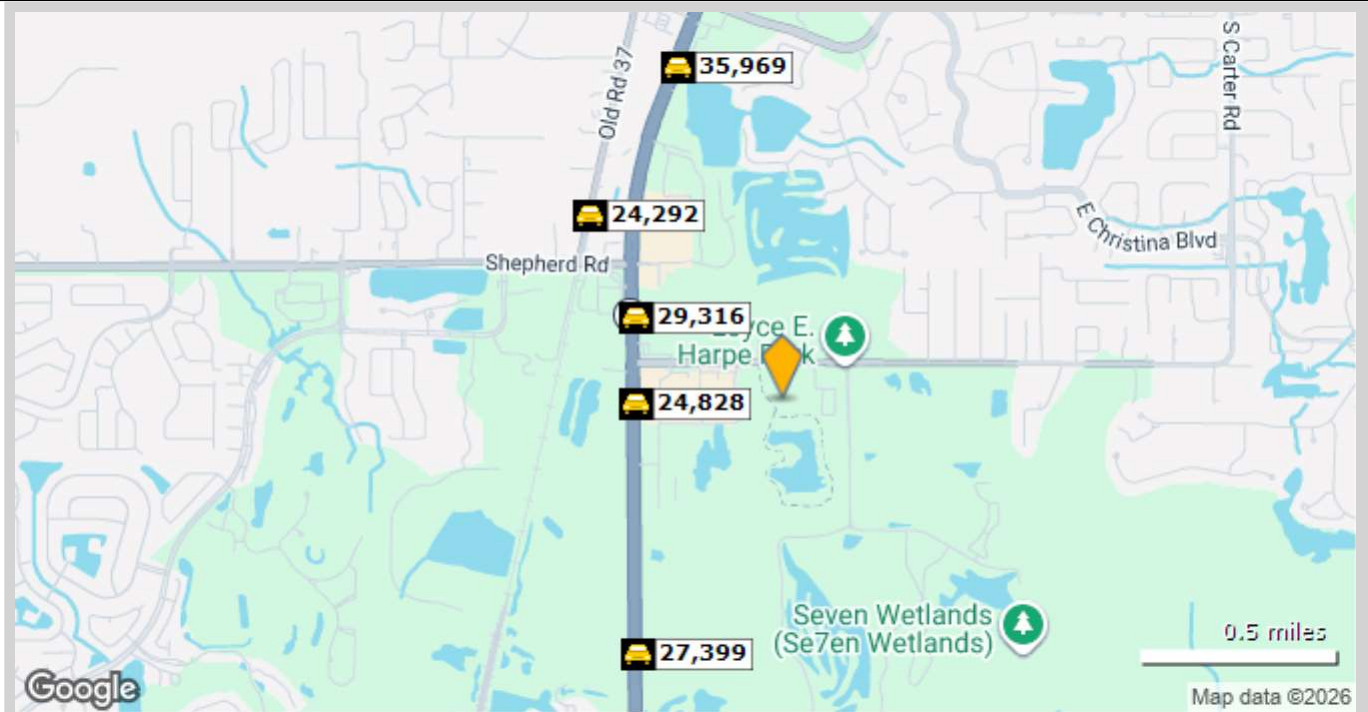 35,969
Old Rd 37
S Carter Rd
24,292
E Christina Blvd
Shepherd Rd
29,316
E.
Harpe
24,828
Seven Wetlands
(Se7en Wetlands)
27,399
0.5 miles
Google
Map data ©2026